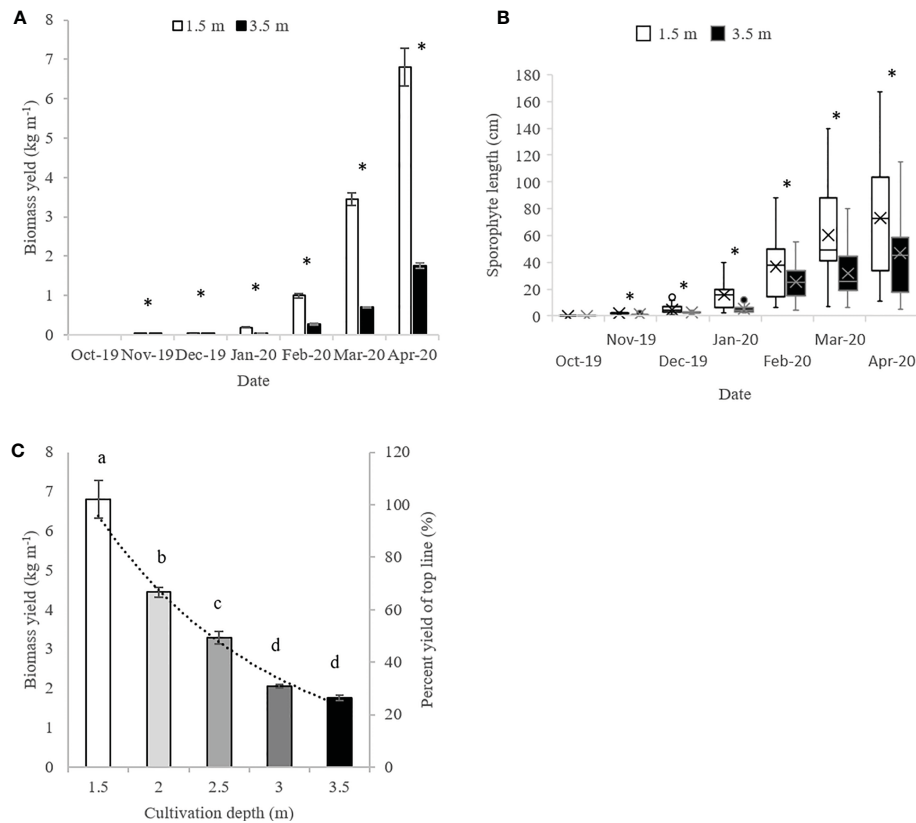 A
1.5 m 3.5 m
8
7
6
5
4
3
2
1
0
Biomass yeld (kg m-1)
* * * * * *
Oct-19 Nov-19 Dec-19 Jan-20 Feb-20 Mar-20 Apr-20
Date
B
1.5 m 3.5 m
180
160
140
120
100
80
60
40
20
0
Sporophyte length (cm)
* * * * * *
Nov-19 Jan-20 Mar-20
Oct-19 Dec-19 Feb-20 Apr-20
Date
C
8
7
6
5
4
3
2
1
0
Biomass yield (kg m-1)
a
b
c
d d
120
100
80
60
40
20
0
Percent yield of top line (%)
1.5 2 2.5 3 3.5
Cultivation depth (m)